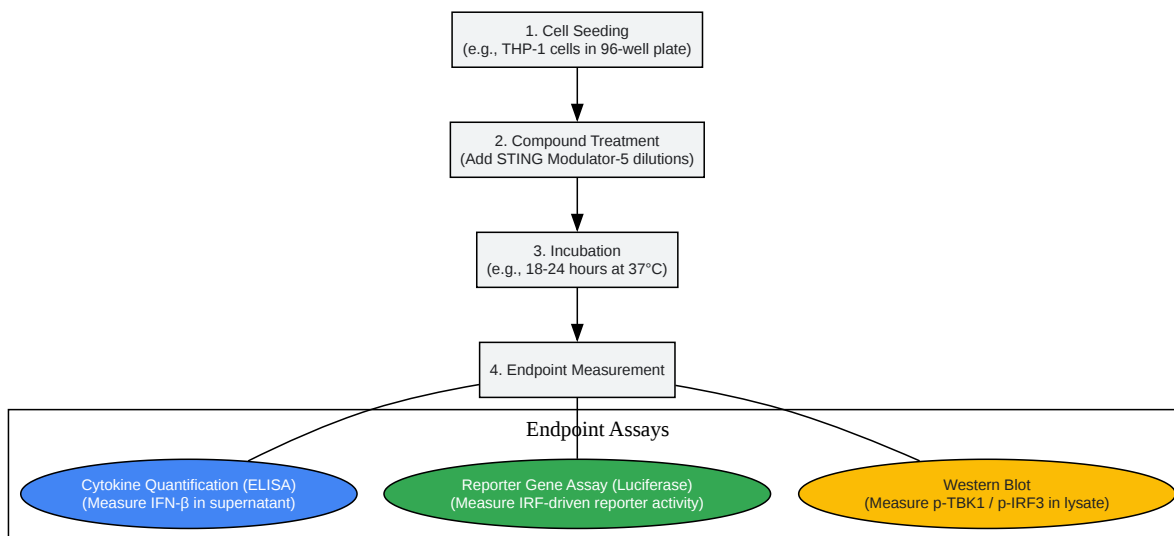 1. Cell Seeding
(e.g., THP-1 cells in 96-well plate)
2. Compound Treatment
(Add STING Modulator-5 dilutions)
3. Incubation
(e.g., 18-24 hours at 37°C)
4. Endpoint Measurement
Endpoint Assays
Cytokine Quantification (ELISA)
(Measure IFN-β in supernatant)
Reporter Gene Assay (Luciferase)
(Measure IRF-driven reporter activity)
Western Blot
(Measure p-TBK1 / p-IRF3 in lysate)